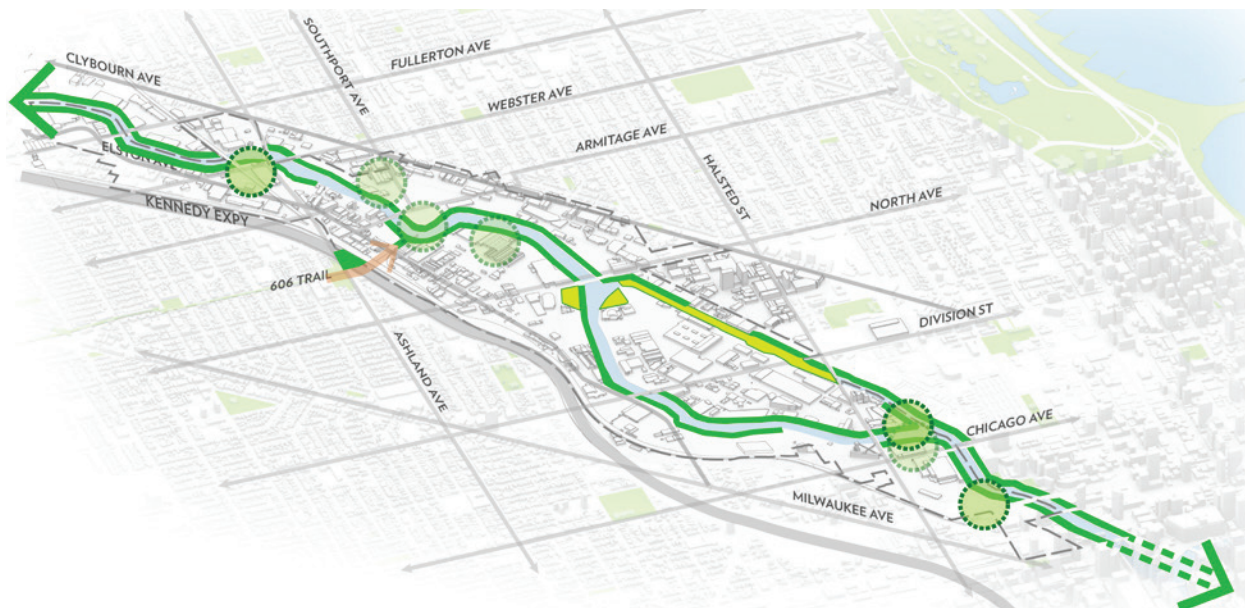 CLYBOURN AVE
SOUTHPORT AVE
FULLERTON AVE
WEBSTER AVE
ARMITAGE AVE
HALSTED ST
NORTH AVE
ELSTON AVE
KENNEDY EXPY
606 TRAIL
ASHLAND AVE
DIVISION ST
CHICAGO AVE
MILWAUKEE AVE